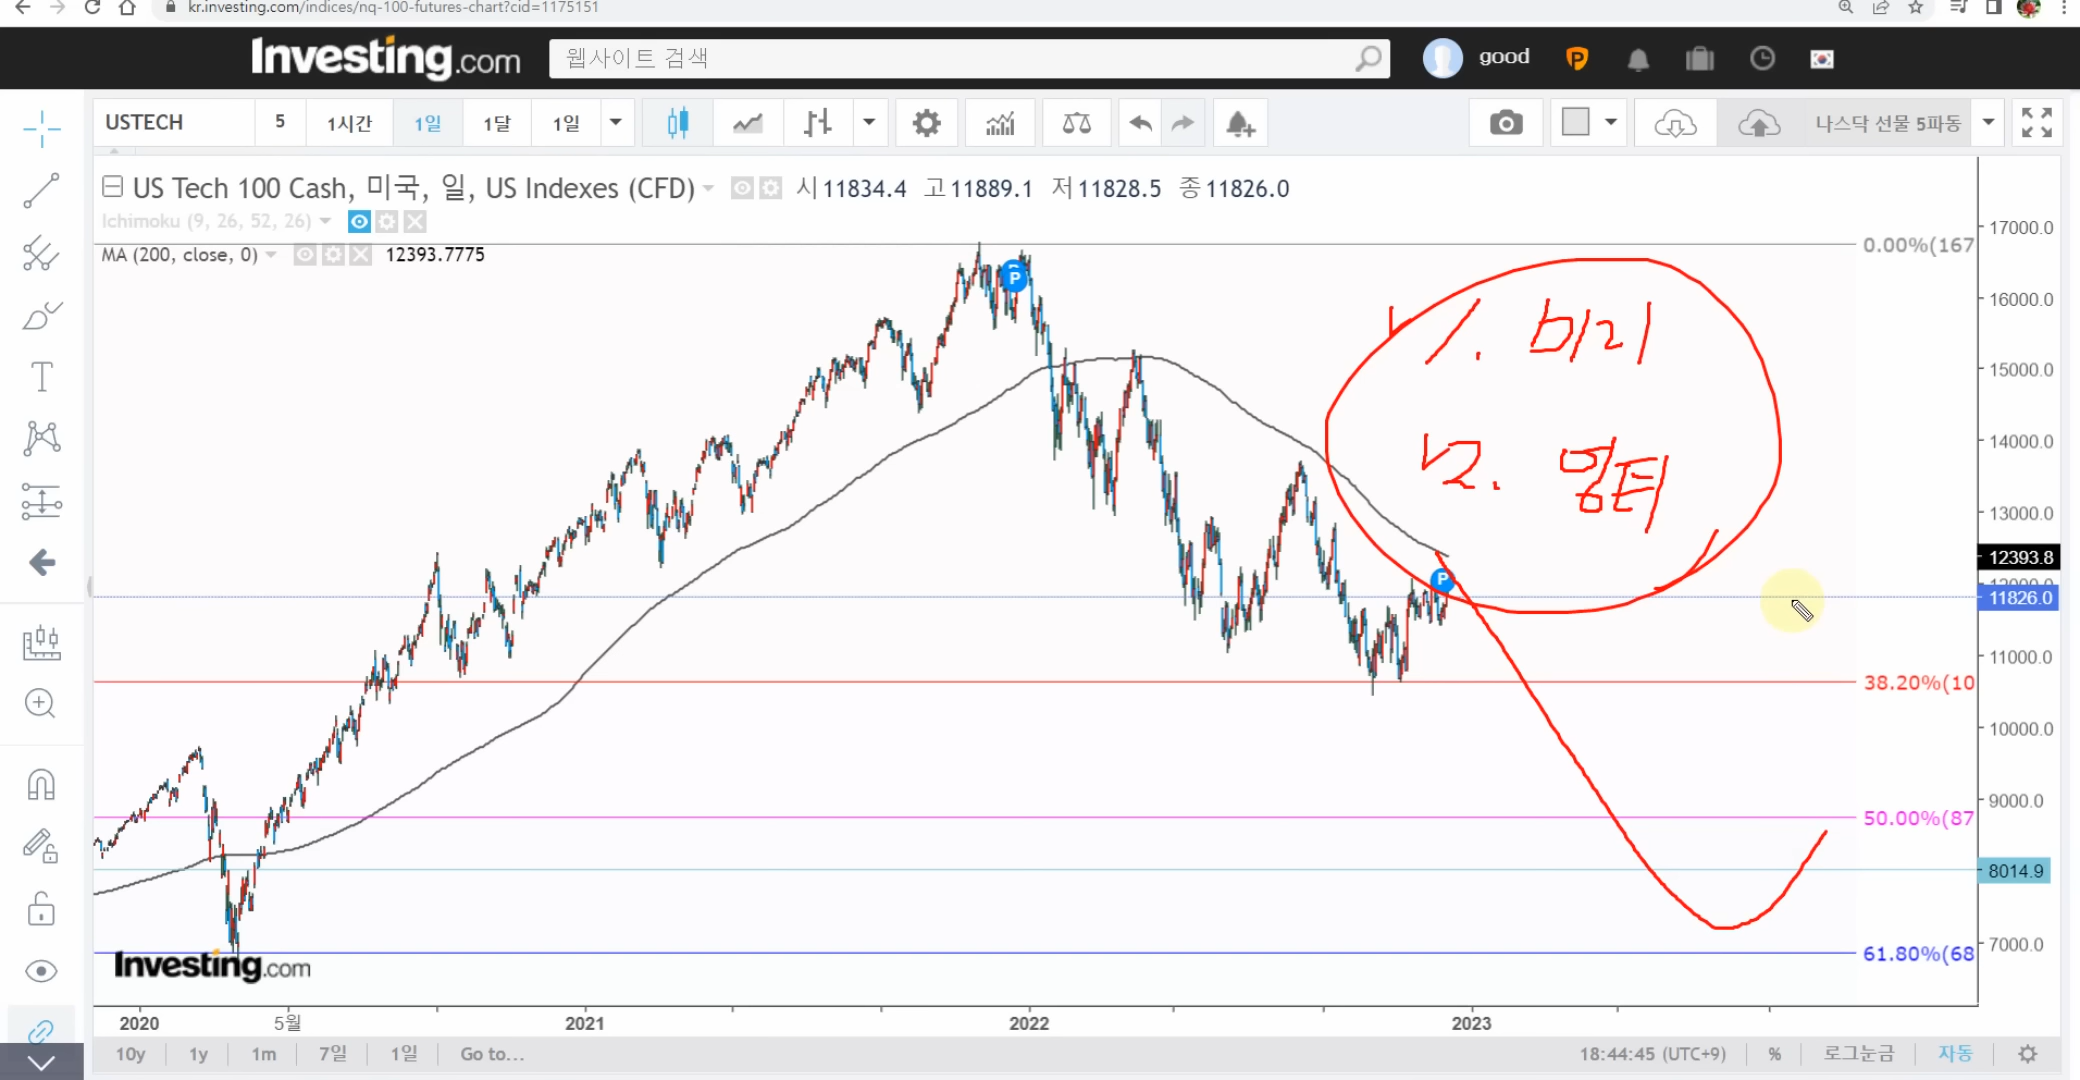 kr.investing.com/indices/nq-100-futures-chart?cid=1175151
Investing.com
웹사이트 검색
good
USTECH
5
1시간
1일
1달
1일
나스닥 선물 5파동
US Tech 100 Cash, 미국, 일, US Indexes (CFD)
시 11834.4 고 11889.1 저 11828.5 종 11826.0
Ichimoku (9, 26, 52, 26)
MA (200, close, 0)
12393.7775
P
1. 미리
2.
P
0.00%(167
38.20%(10
50.00%(87
61.80%(68
17000.0
16000.0
15000.0
14000.0
13000.0
12393.8
12000.0
11826.0
11000.0
10000.0
9000.0
8014.9
7000.0
Investing.com
2020
5월
2021
2022
2023
10y
1y
1m
7일
1일
Go to...
18:44:45 (UTC+9)
%
로그눈금
자동